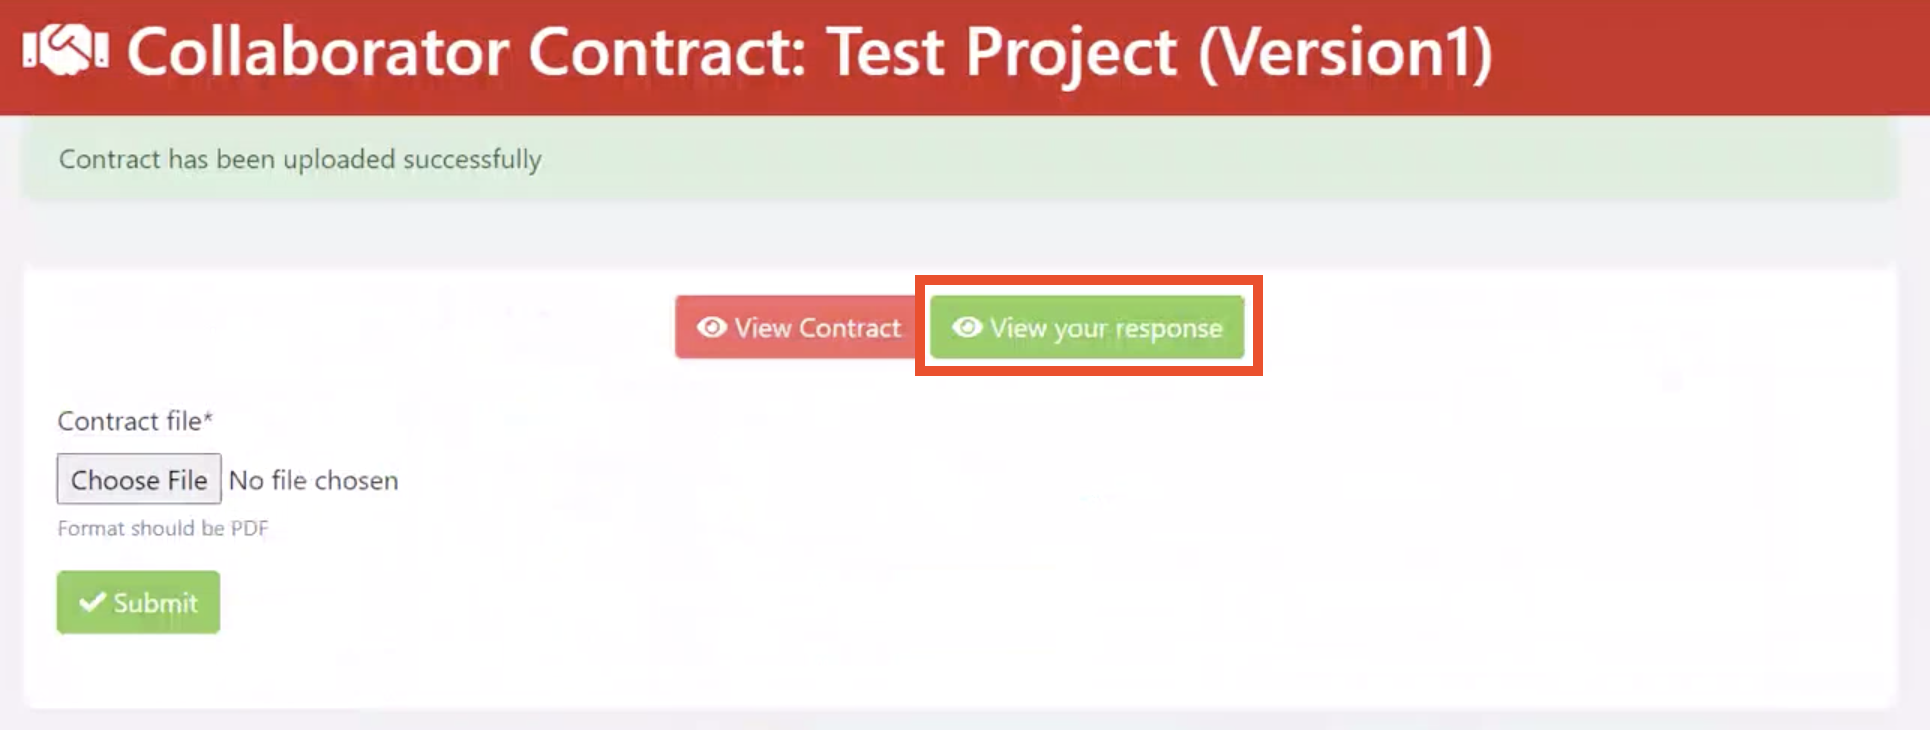 Collaborator Contract: Test Project (Version1)
Contract has been uploaded successfully
View Contract View your response
Contract file*
Choose File No file chosen
Format should be PDF
Submit